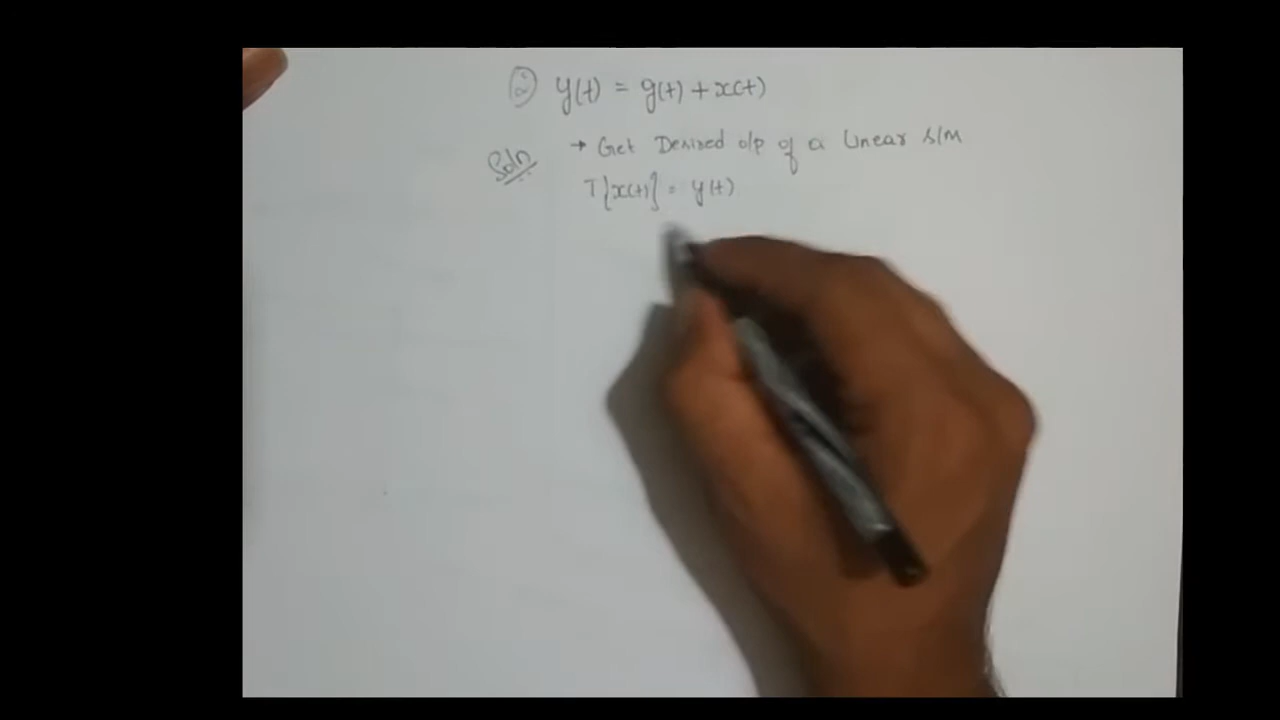 ② y(t) = g(t) + x(t)
→ Get Desired o/p of a linear s/m
Soln
T{x(t)} = y(t)